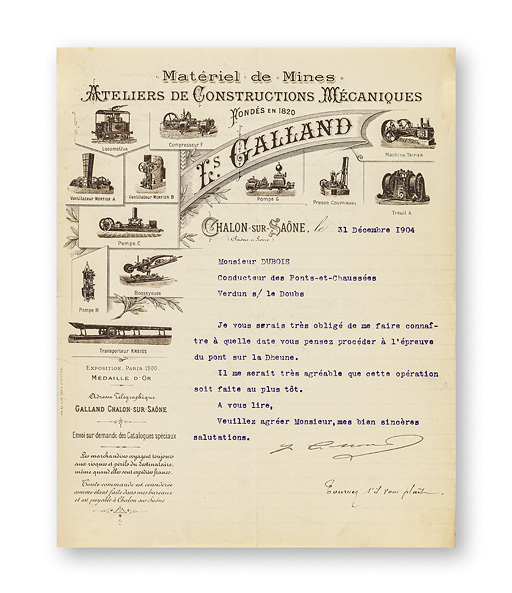 Matériel de Mines
ATELIERS DE CONSTRUCTIONS MÉCANIQUES
FONDÉS EN 1820
Ls GALLAND
Locomotive
Compresseur F
Machine TRIPIER
Ventilateur MORTIER A
Ventilateur MORTIER B
Pompe G
Presse COUFFINHAL
Treuil A
Pompe C
CHALON-SUR-SAÔNE, le 31 Décembre 1904
(Saône-et-Loire)
Monsieur DUBOIS
Conducteur des Ponts-et-Chaussées
Verdun s/ le Doubs
Bosseyeuse
Pompe H
Transporteur KREISS
Je vous serais très obligé de me faire connaî-
tre à quelle date vous pensez procéder à l'épreuve
du pont sur la Dheune.
Il me serait très agréable que cette opération
soit faite au plus tôt.
A vous lire,
Veuillez agréer Monsieur, mes bien sincères
salutations.
EXPOSITION, PARIS 1900
MÉDAILLE D'OR
Adresse Télégraphique
GALLAND CHALON-SUR-SAÔNE
Envoi sur demande des Catalogues spéciaux
Les marchandises voyagent toujours
aux risques et périls du destinataire,
même quand elles sont expédiées franco.
Toute commande est considérée
comme étant faite dans mes bureaux
et est payable à Chalon-sur-Saône
Tournez s'il vous plaît.